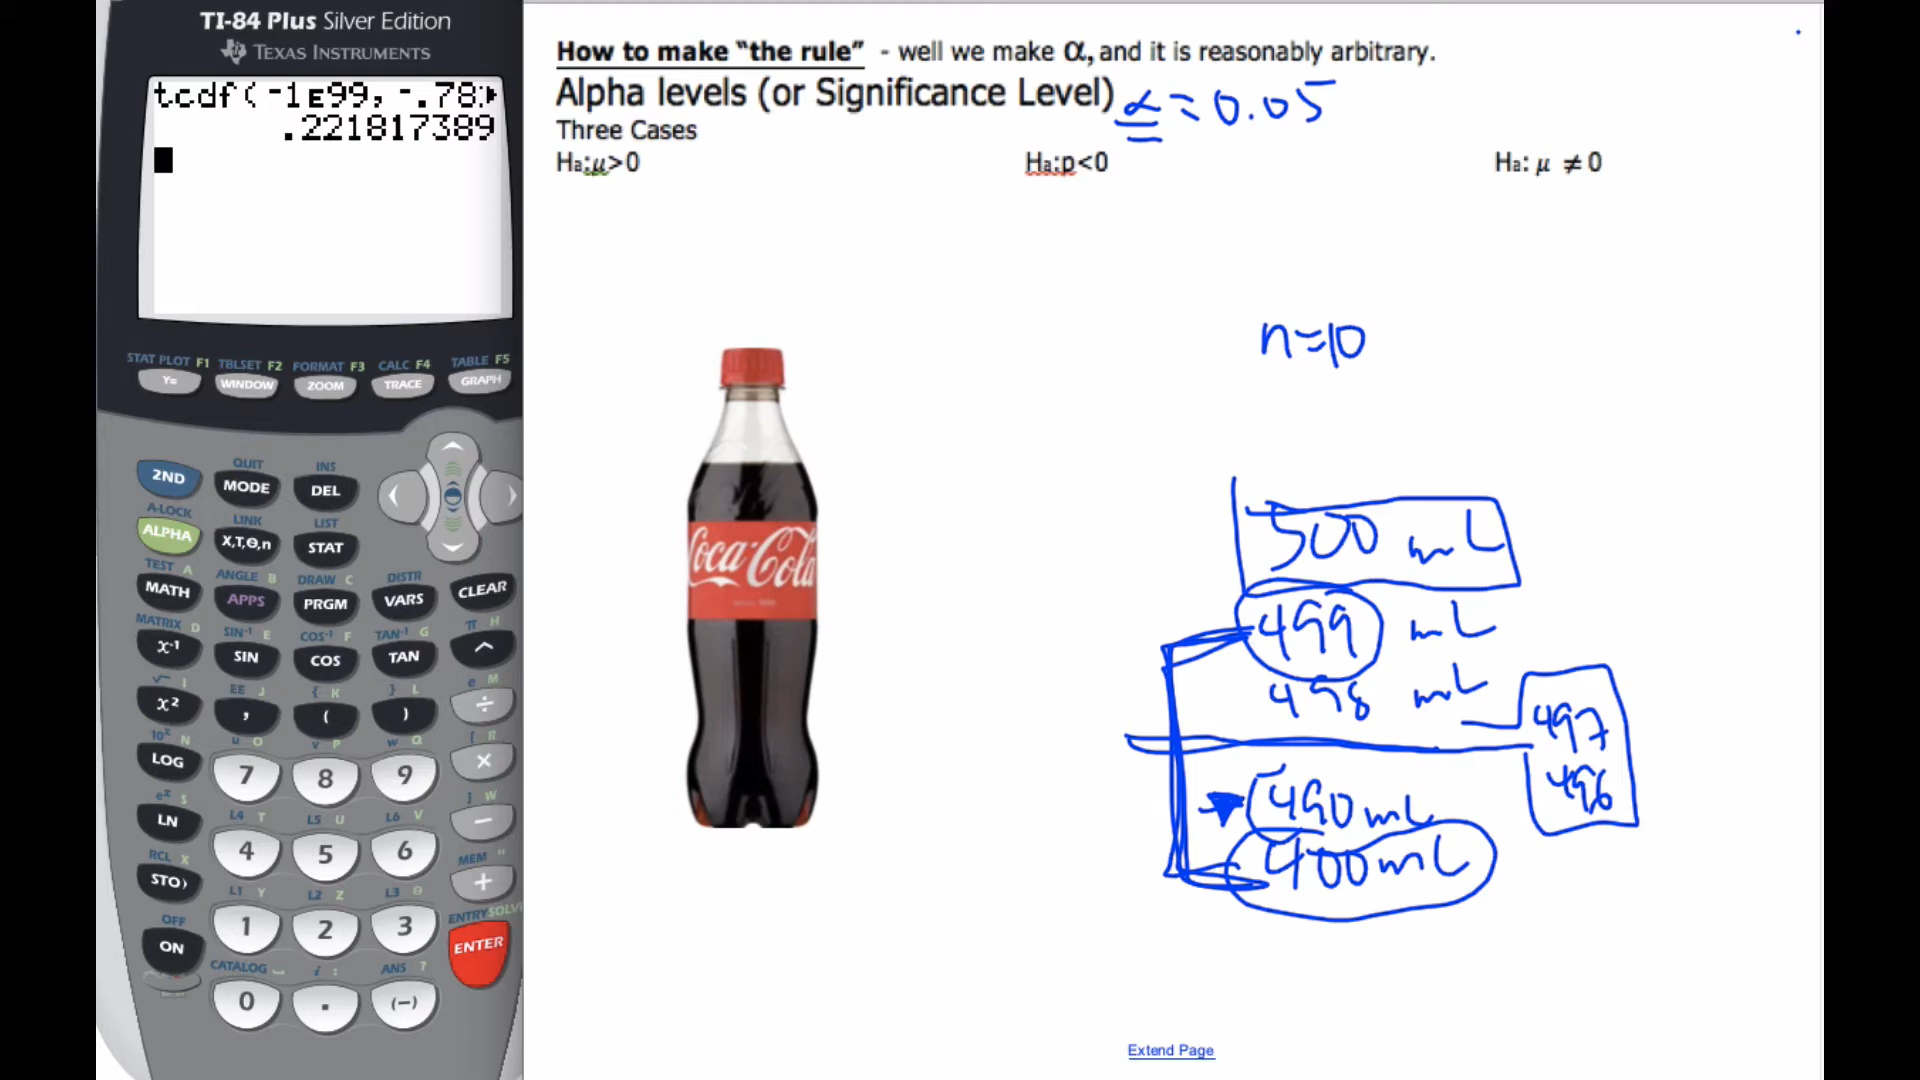 TI-84 Plus Silver Edition
TEXAS INSTRUMENTS
tcdf(-1E99,-.78
.221817389
How to make “the rule” - well we make α, and it is reasonably arbitrary.
Alpha levels (or Significance Level) α = 0.05
Three Cases
Ha:μ>0 Ha:p<0 Ha: μ ≠ 0
n=10
Coca-Cola
500 mL
499 mL
498 mL
497
496
490mL
400mL
STAT PLOT F1 TBLSET F2 FORMAT F3 CALC F4 TABLE F5
Y= WINDOW ZOOM TRACE GRAPH
QUIT INS
2ND MODE DEL
A-LOCK LINK LIST
ALPHA X,T,Θ,n STAT
TEST A ANGLE B DRAW C DISTR
MATH APPS PRGM VARS CLEAR
MATRIX D SIN-1 E COS-1 F TAN-1 G π H
x-1 SIN COS TAN ^
√ I EE J { K } L e M
x² , ( ) ÷
10x N u O v P w Q [ R
LOG 7 8 9 ×
ex S L4 T L5 U L6 V ] W
LN 4 5 6 −
RCL X L1 Y L2 Z L3 θ MEM "
STO) 1 2 3 +
OFF CATALOG i : ANS ? ENTRY SOLVE
ON 0 . (−) ENTER
Extend Page